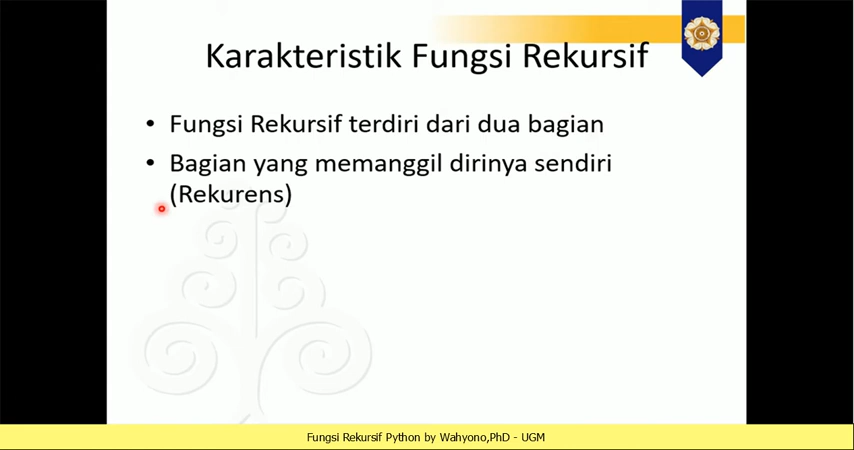 Karakteristik Fungsi Rekursif
• Fungsi Rekursif terdiri dari dua bagian
• Bagian yang memanggil dirinya sendiri
(Rekurens)
Fungsi Rekursif Python by Wahyono,PhD - UGM